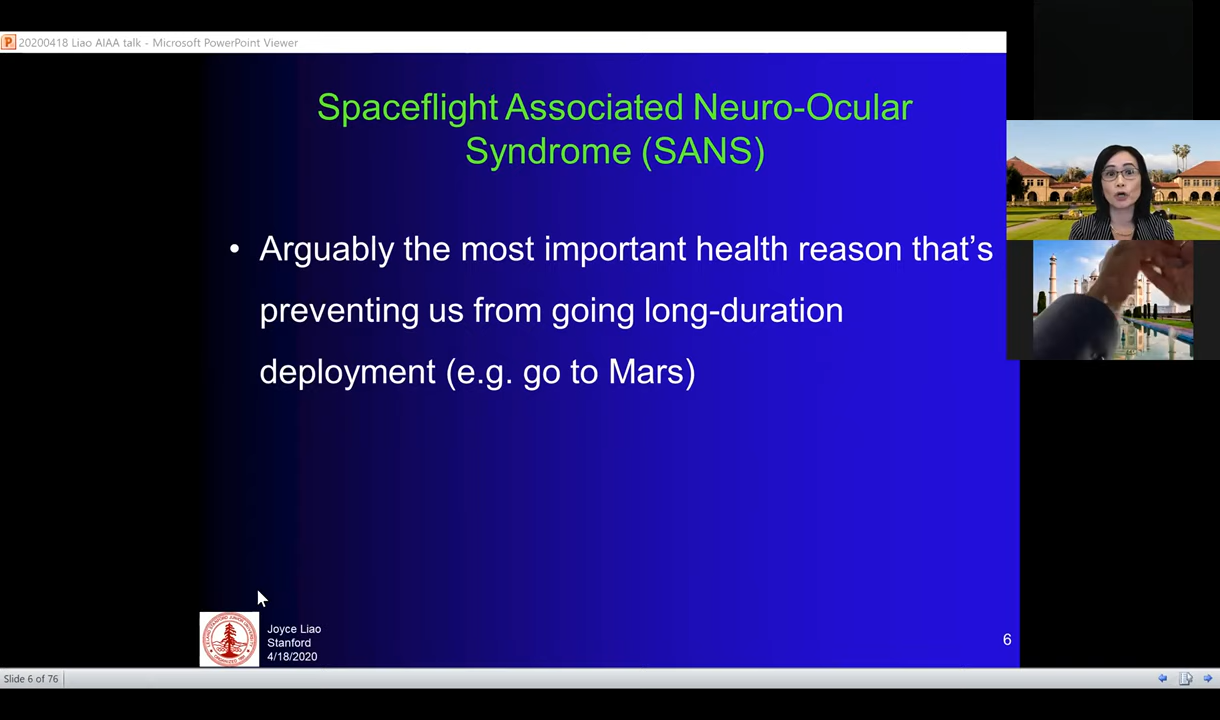 20200418 Liao AIAA talk - Microsoft PowerPoint Viewer
Spaceflight Associated Neuro-Ocular
Syndrome (SANS)
• Arguably the most important health reason that's
preventing us from going long-duration
deployment (e.g. go to Mars)
Joyce Liao
Stanford
4/18/2020
6
Slide 6 of 76